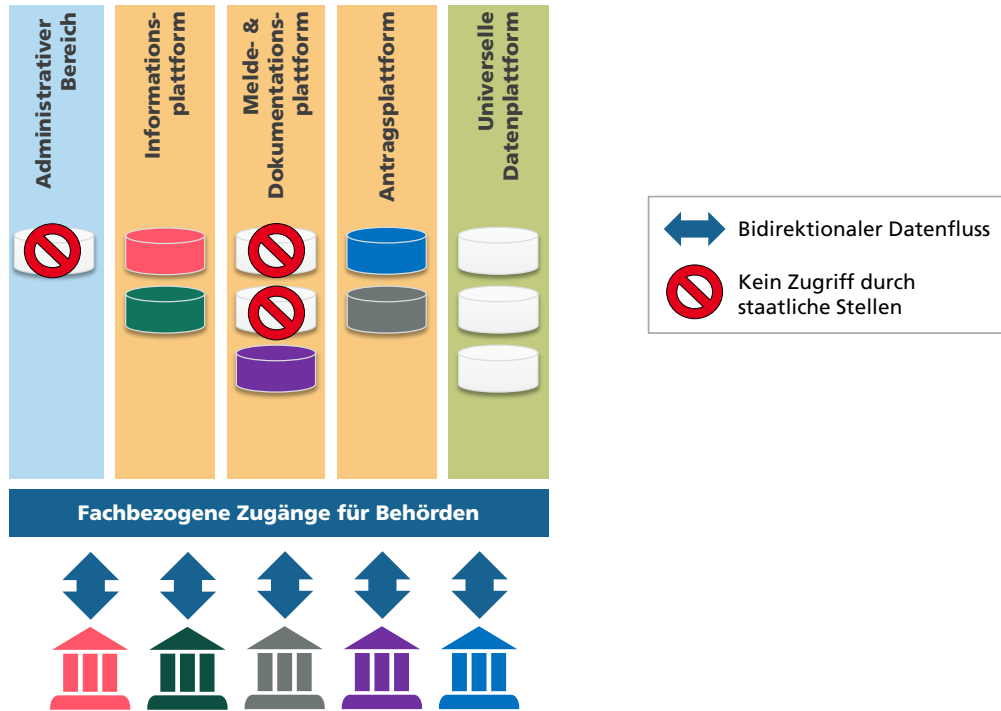 Administrativer
Bereich
Informations-
plattform
Melde- &
Dokumentations-
plattform
Antragsplattform
Universelle
Datenplattform
Bidirektionaler Datenfluss
Kein Zugriff durch
staatliche Stellen
Fachbezogene Zugänge für Behörden